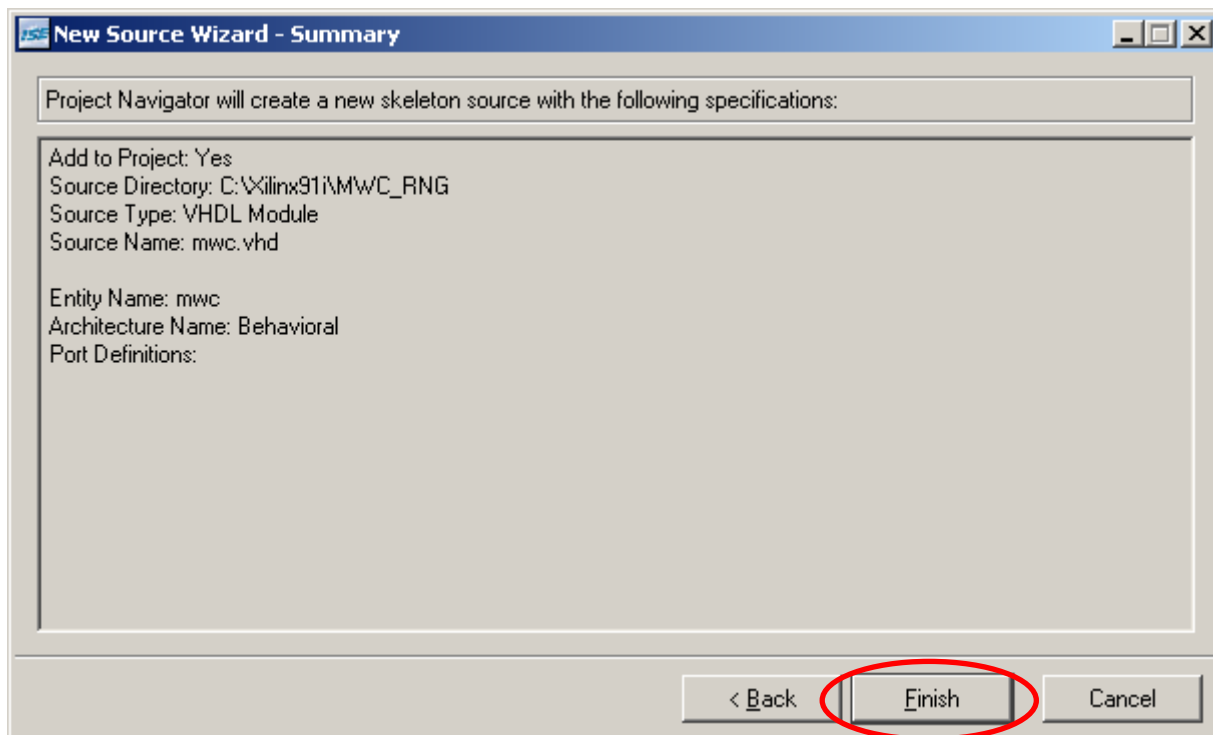 ISE New Source Wizard - Summary
Project Navigator will create a new skeleton source with the following specifications:
Add to Project: Yes
Source Directory: C:\Xilinx91i\MWC_RNG
Source Type: VHDL Module
Source Name: mwc.vhd
Entity Name: mwc
Architecture Name: Behavioral
Port Definitions:
< Back Finish Cancel